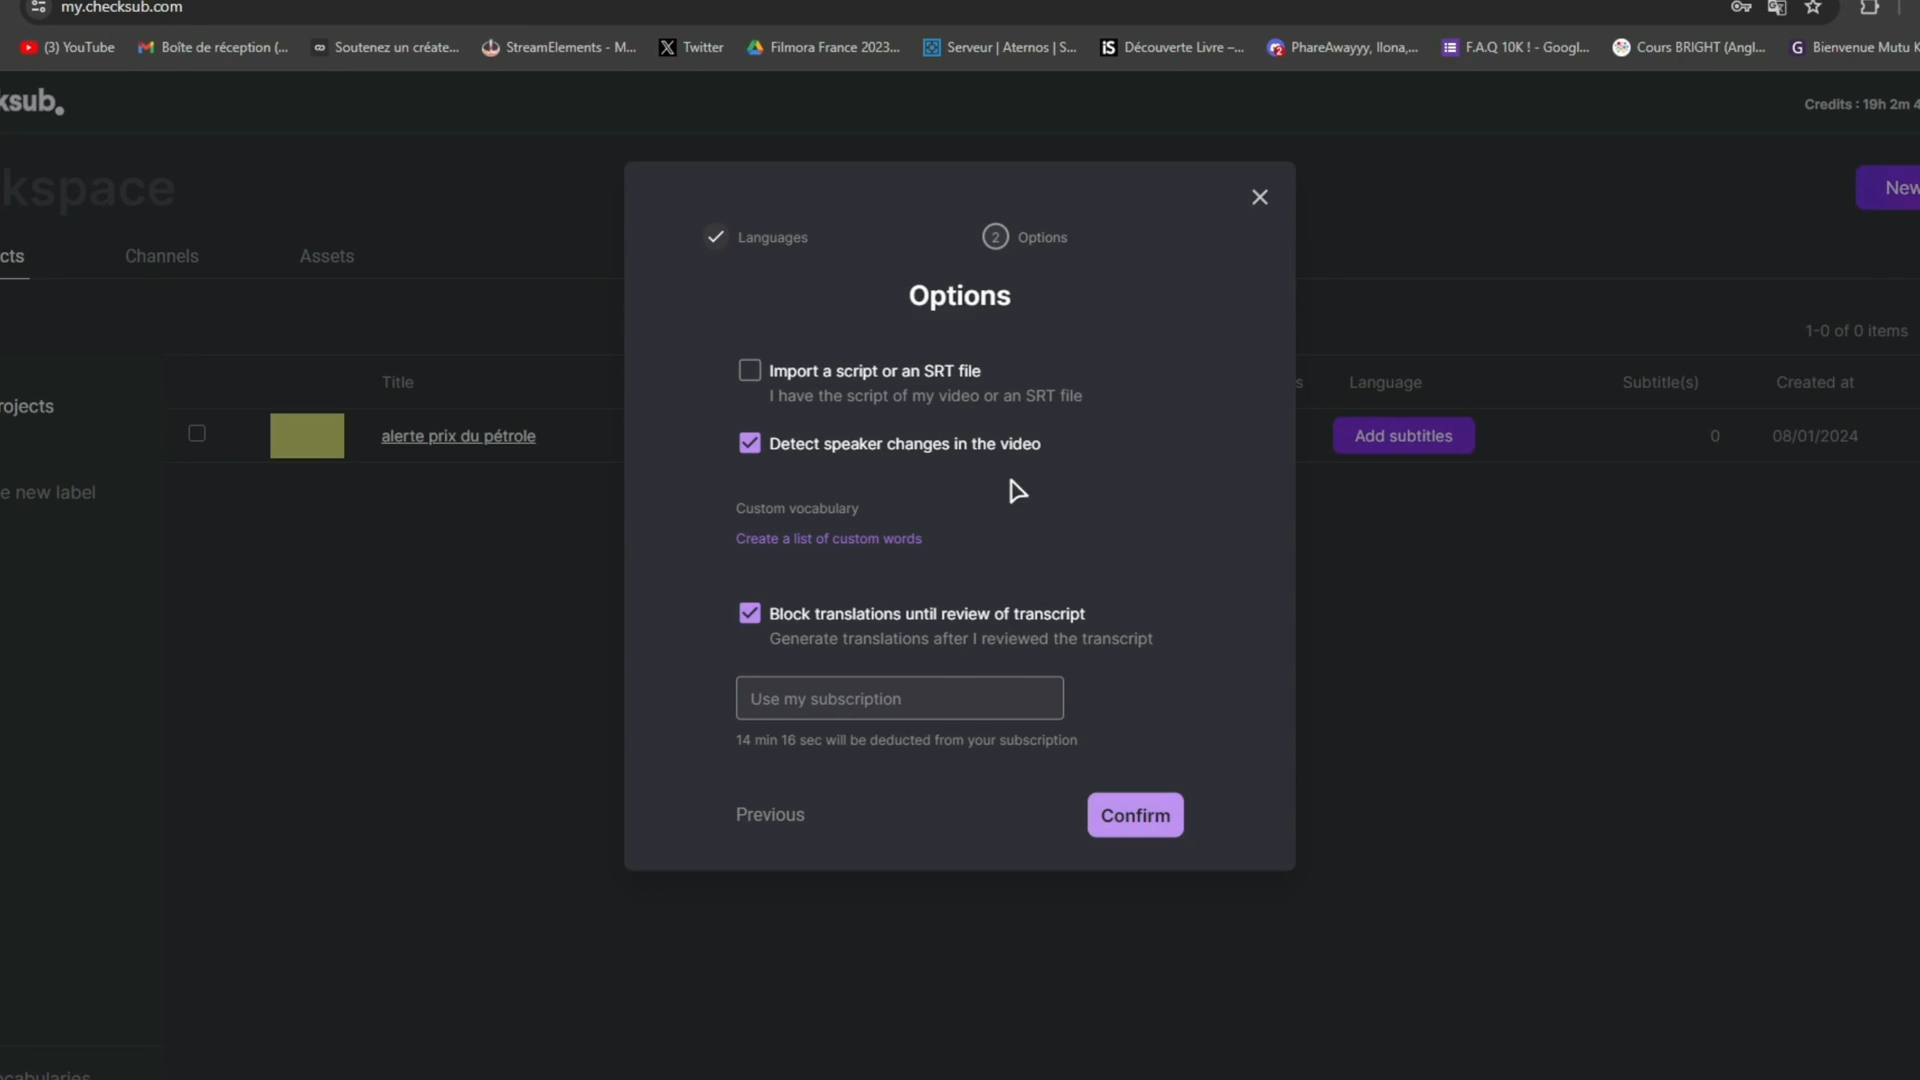 my.checksub.com
(3) YouTube
Boîte de réception (...
Soutenez un créate...
StreamElements - M...
Twitter
Filmora France 2023...
Serveur | Aternos | S...
Découverte Livre –...
PhareAwayyy, Ilona,...
F.A.Q 10K ! - Googl...
Cours BRIGHT (Angl...
Bienvenue Mutu K
ksub.
Credits : 19h 2m 4
kspace
New
cts
Channels
Assets
1-0 of 0 items
Title
s
Language
Subtitle(s)
Created at
rojects
alerte prix du pétrole
Add subtitles
0
08/01/2024
e new label
Languages
2 Options
Options
Import a script or an SRT file
I have the script of my video or an SRT file
Detect speaker changes in the video
Custom vocabulary
Create a list of custom words
Block translations until review of transcript
Generate translations after I reviewed the transcript
Use my subscription
14 min 16 sec will be deducted from your subscription
Previous
Confirm
ocabularies